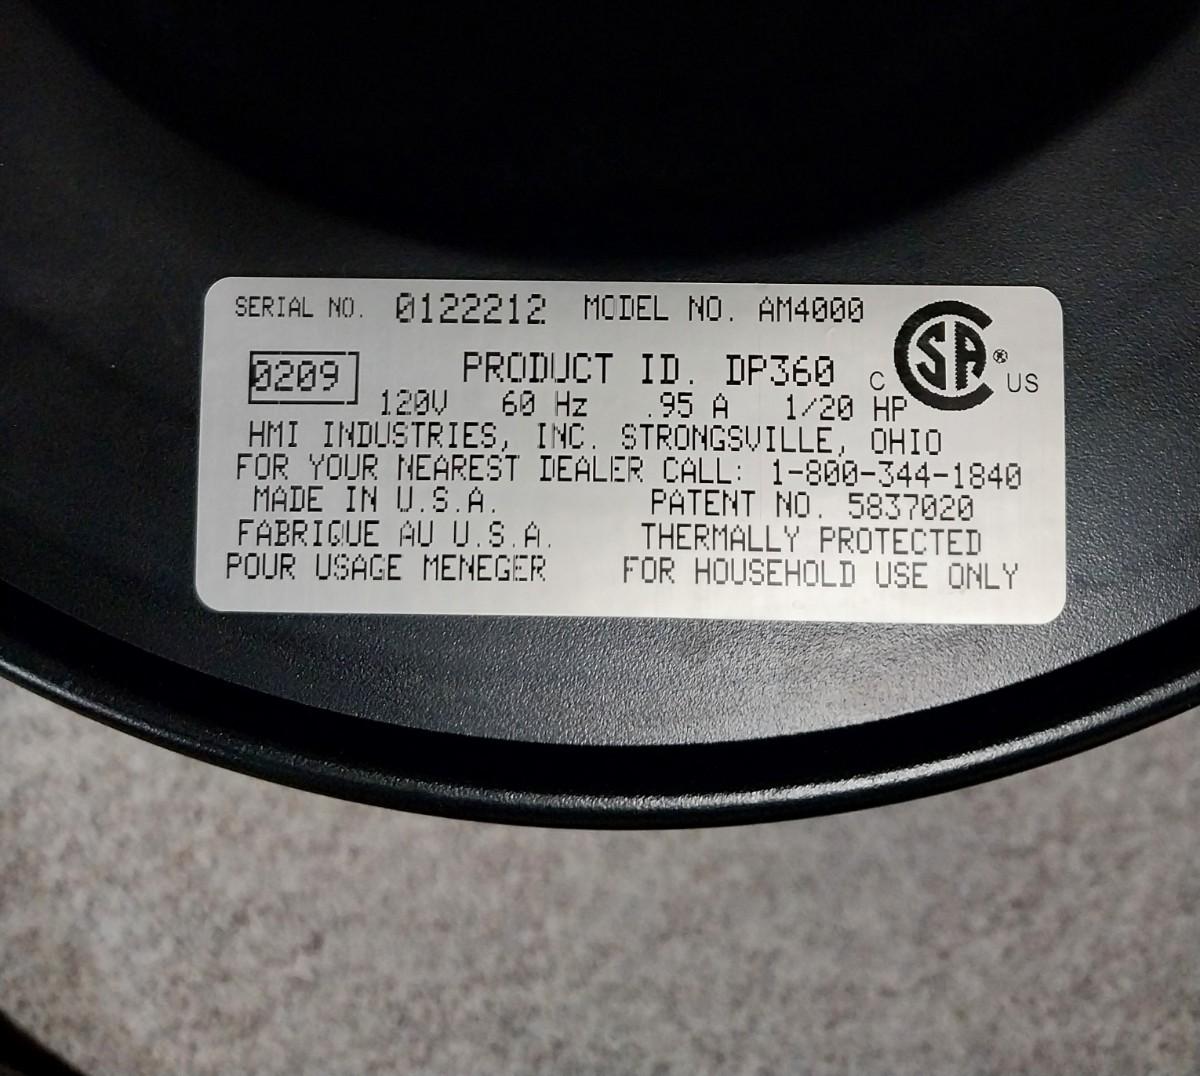 SERIAL NO. 0122212 MODEL NO. AM4000
0209 PRODUCT ID. DP360
C SA ® US
120V 60 Hz .95 A 1/20 HP
HMI INDUSTRIES, INC. STRONGSVILLE, OHIO
FOR YOUR NEAREST DEALER CALL: 1-800-344-1840
MADE IN U.S.A. PATENT NO. 5837020
FABRIQUE AU U.S.A. THERMALLY PROTECTED
POUR USAGE MENEGER FOR HOUSEHOLD USE ONLY